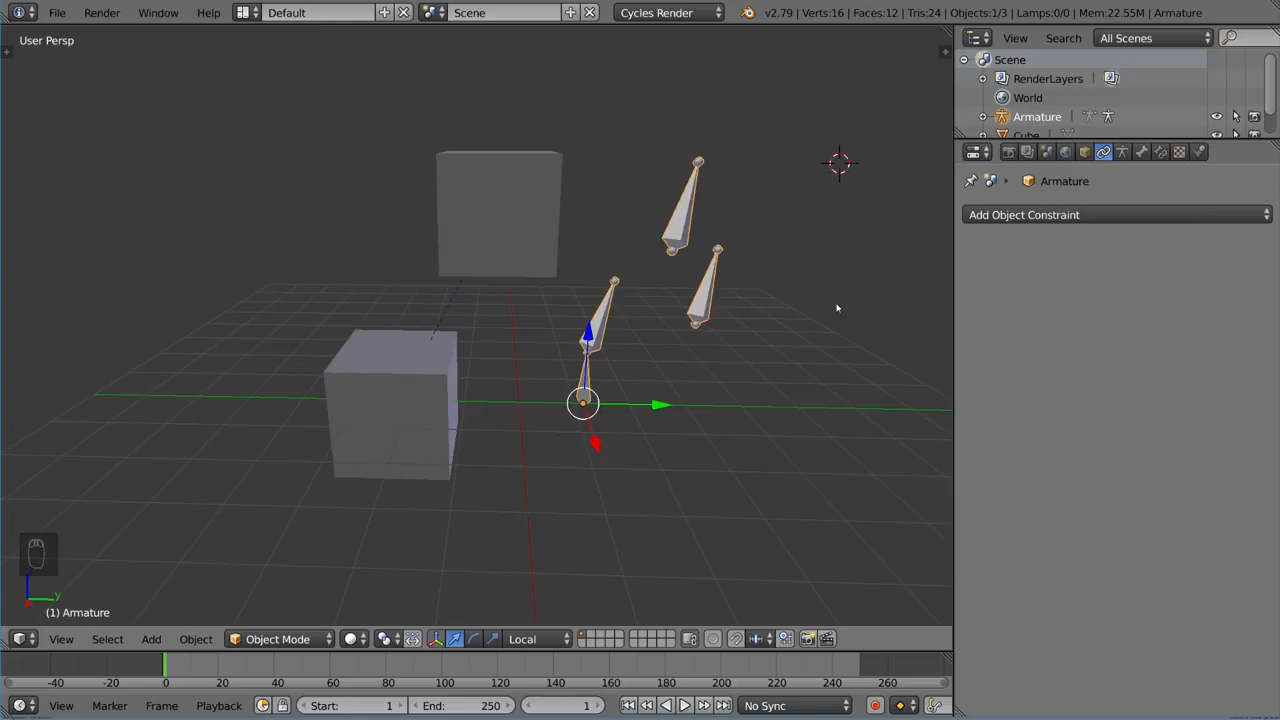 File Render Window Help Default Scene Cycles Render v2.79 | Verts:16 | Faces:12 | Tris:24 | Objects:1/3 | Lamps:0/0 | Mem:22.55M | Armature
User Persp
View Search All Scenes
Scene
RenderLayers
World
Armature
Cube
Armature
Add Object Constraint
y
(1) Armature
View Select Add Object Object Mode Local
-40 -20 0 20 40 60 80 100 120 140 160 180 200 220 240 260
View Marker Frame Playback Start: 1 End: 250 1 No Sync